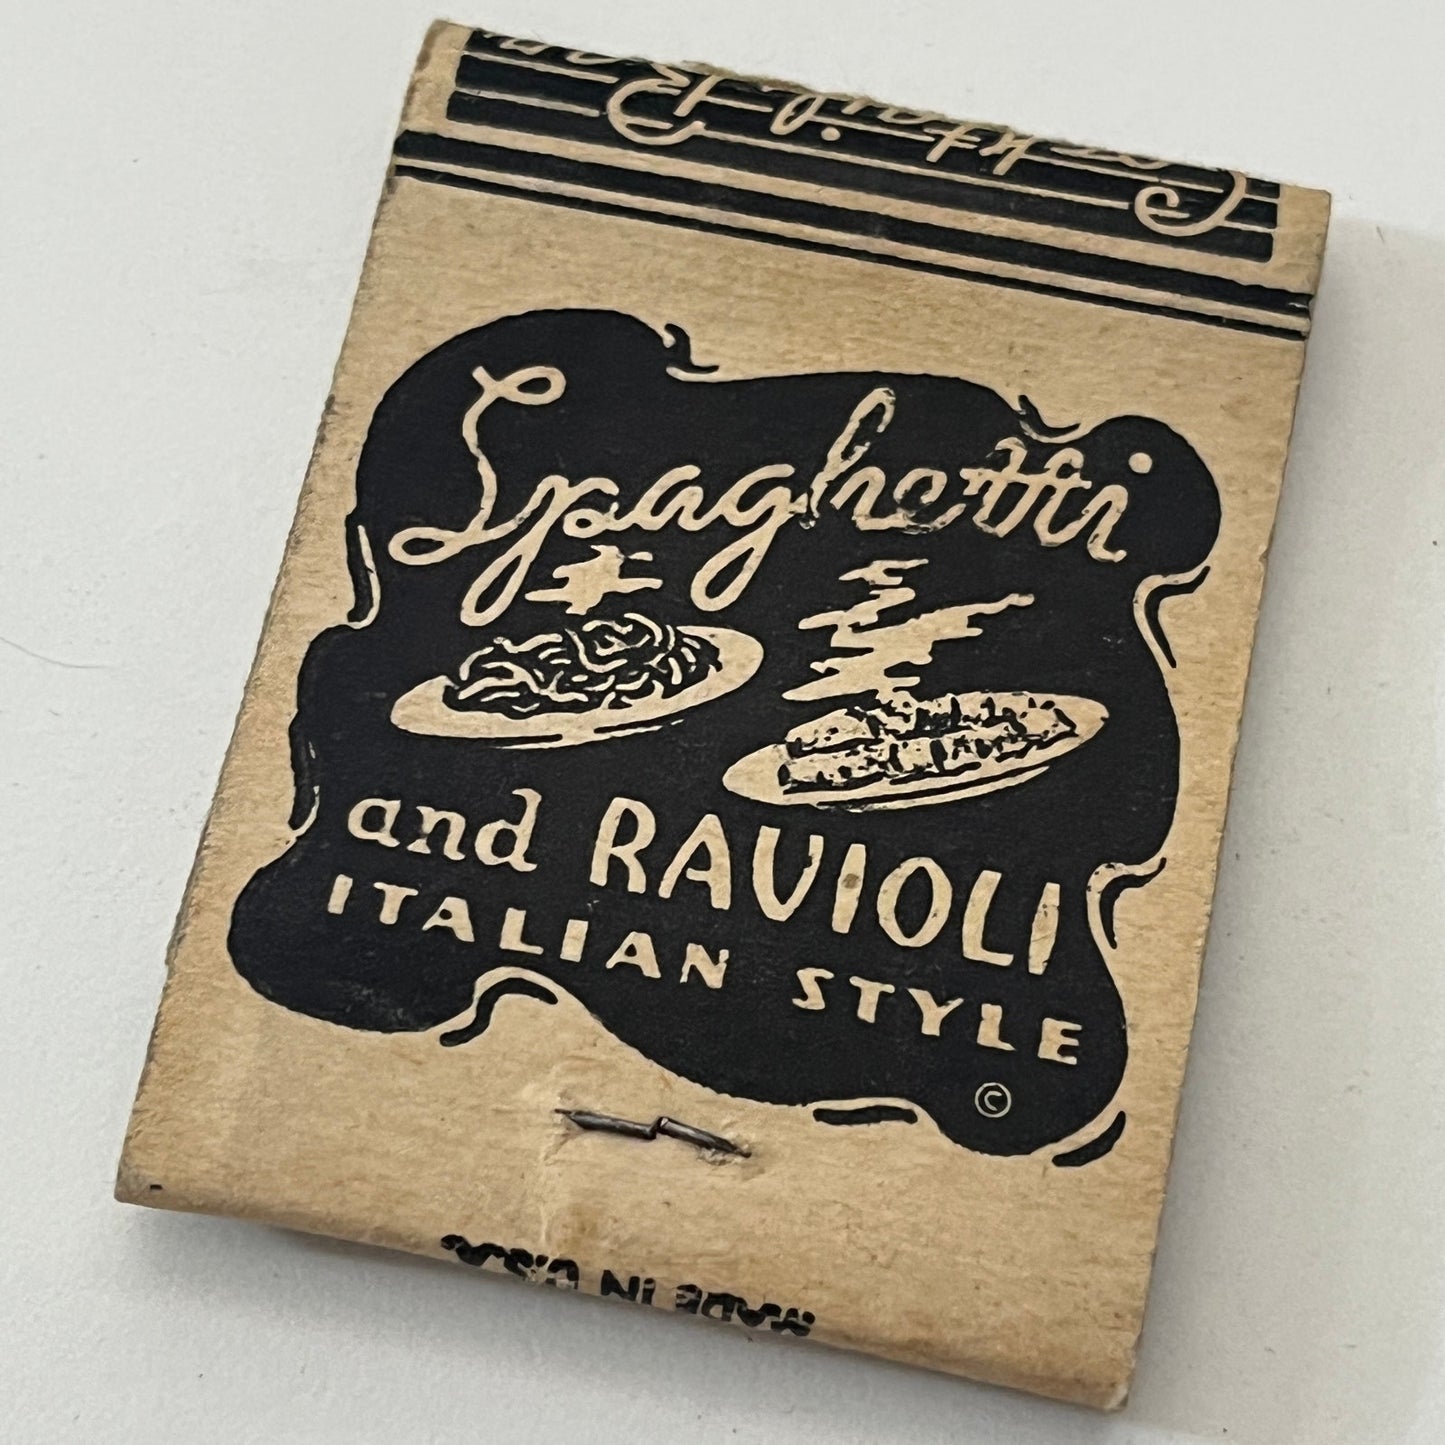 Spaghetti
and RAVIOLI
ITALIAN STYLE
©
MADE IN U.S.A.